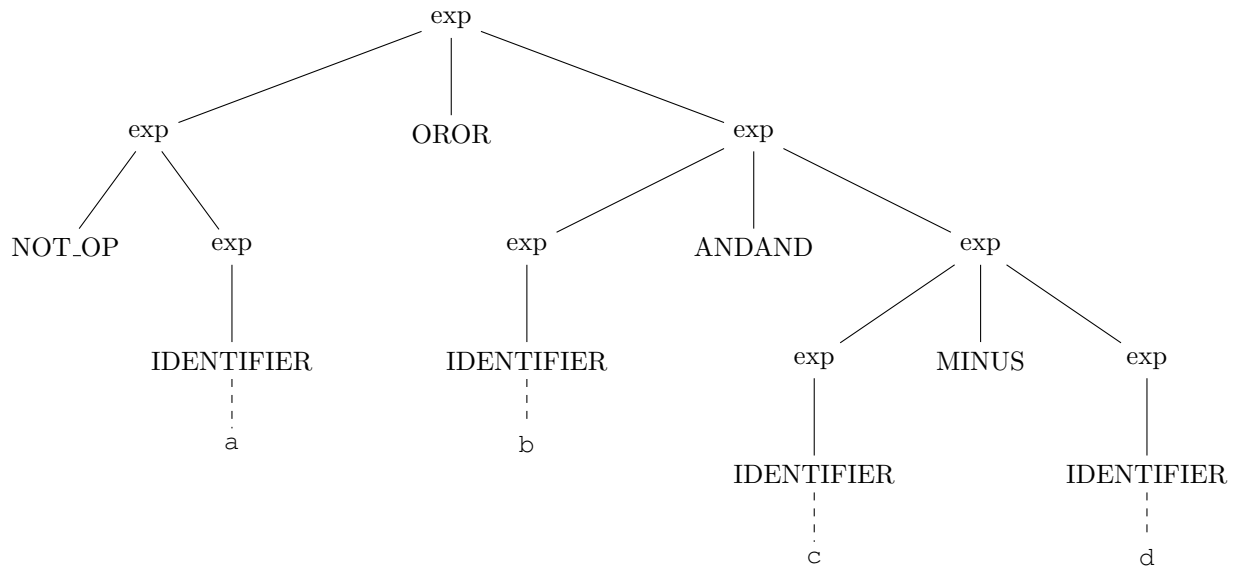 exp
exp OROR exp
NOT_OP exp exp ANDAND exp
IDENTIFIER IDENTIFIER exp MINUS exp
a b
IDENTIFIER IDENTIFIER
c d